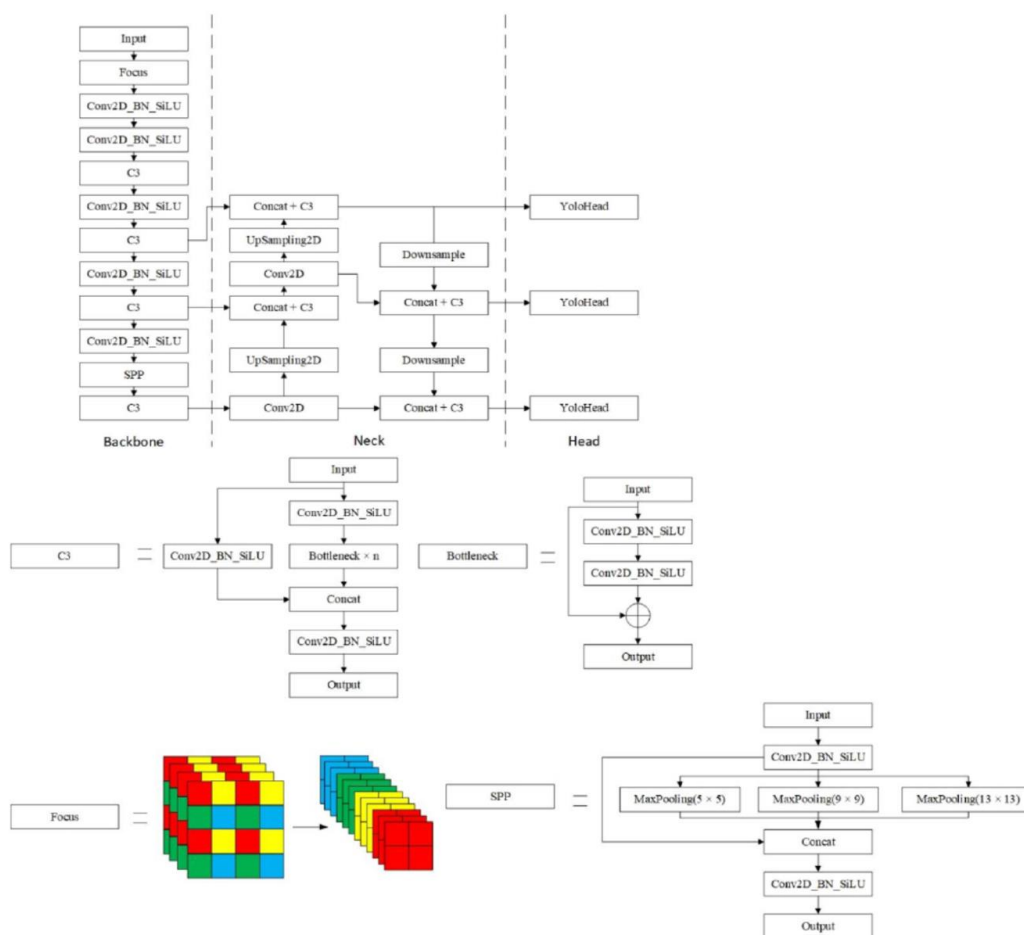 Input
Focus
Conv2D_BN_SiLU
Conv2D_BN_SiLU
C3
Conv2D_BN_SiLU
C3
Conv2D_BN_SiLU
C3
Conv2D_BN_SiLU
SPP
C3
Backbone
Concat + C3
UpSampling2D
Conv2D
Concat + C3
UpSampling2D
Conv2D
Downsample
Concat + C3
Downsample
Concat + C3
Neck
YoloHead
YoloHead
YoloHead
Head
C3
=
Input
Conv2D_BN_SiLU
Conv2D_BN_SiLU
Bottleneck × n
Concat
Conv2D_BN_SiLU
Output
Bottleneck
=
Input
Conv2D_BN_SiLU
Conv2D_BN_SiLU
Output
Focus
=
SPP
=
Input
Conv2D_BN_SiLU
MaxPooling(5 × 5)
MaxPooling(9 × 9)
MaxPooling(13 × 13)
Concat
Conv2D_BN_SiLU
Output